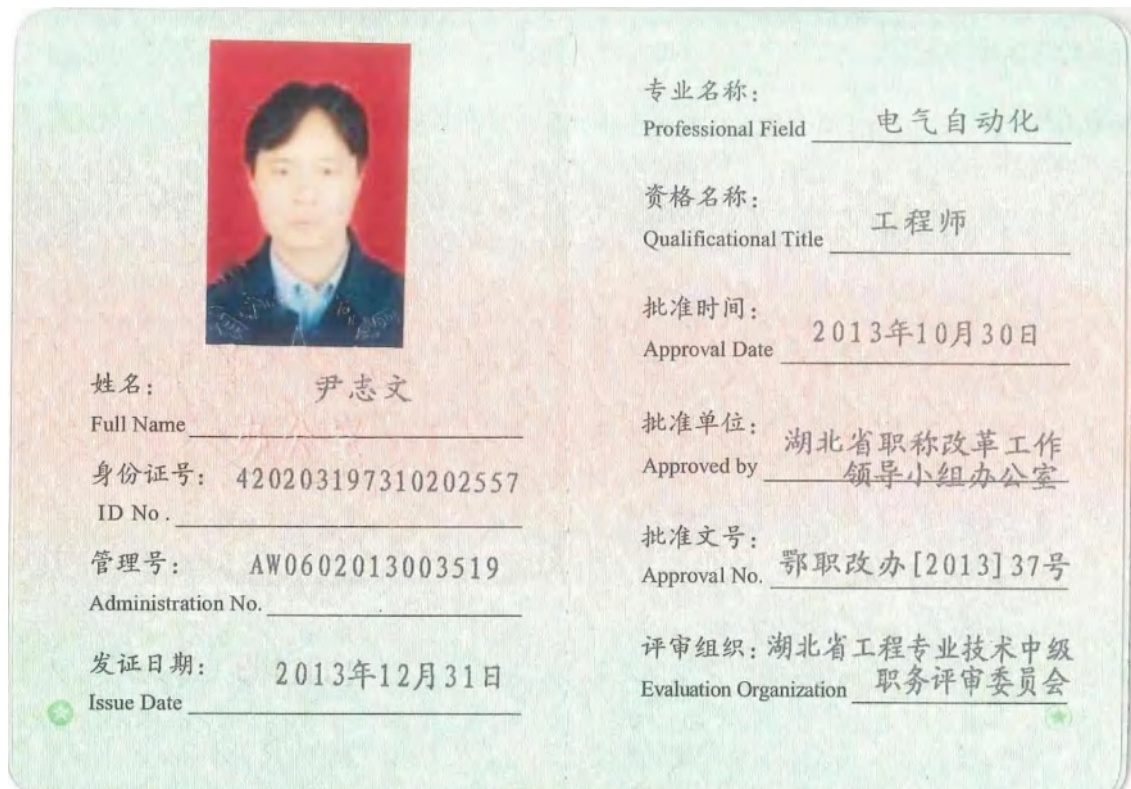 姓名：
尹志文
Full Name
身份证号：
420203197310202557
ID No .
管理号：
AW0602013003519
Administration No.
发证日期：
2013年12月31日
Issue Date
专业名称：
电气自动化
Professional Field
资格名称：
工程师
Qualificational Title
批准时间：
2013年10月30日
Approval Date
批准单位：
湖北省职称改革工作
Approved by
领导小组办公室
批准文号：
鄂职改办[2013]37号
Approval No.
评审组织：湖北省工程专业技术中级
Evaluation Organization 职务评审委员会